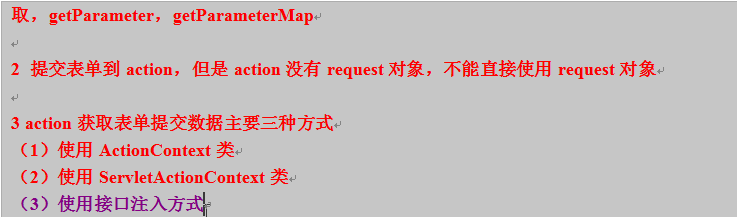 取，getParameter，getParameterMap
2 提交表单到 action，但是 action 没有 request 对象，不能直接使用 request 对象
3 action 获取表单提交数据主要三种方式
（1）使用 ActionContext 类
（2）使用 ServletActionContext 类
（3）使用接口注入方式